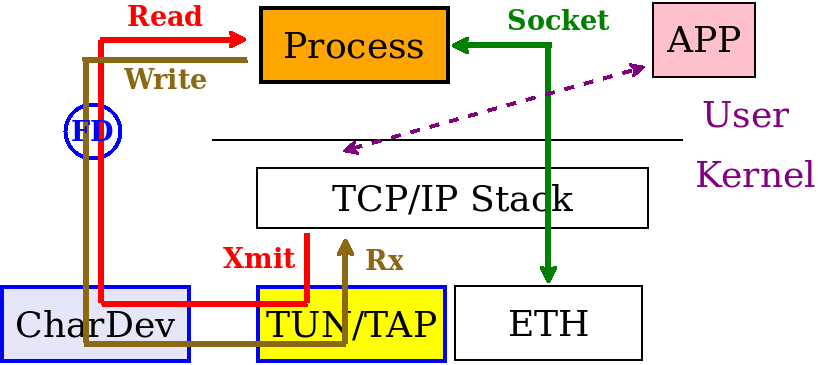 Read
Socket
APP
Process
Write
User
FD
Kernel
TCP/IP Stack
Xmit
Rx
CharDev
TUN/TAP
ETH